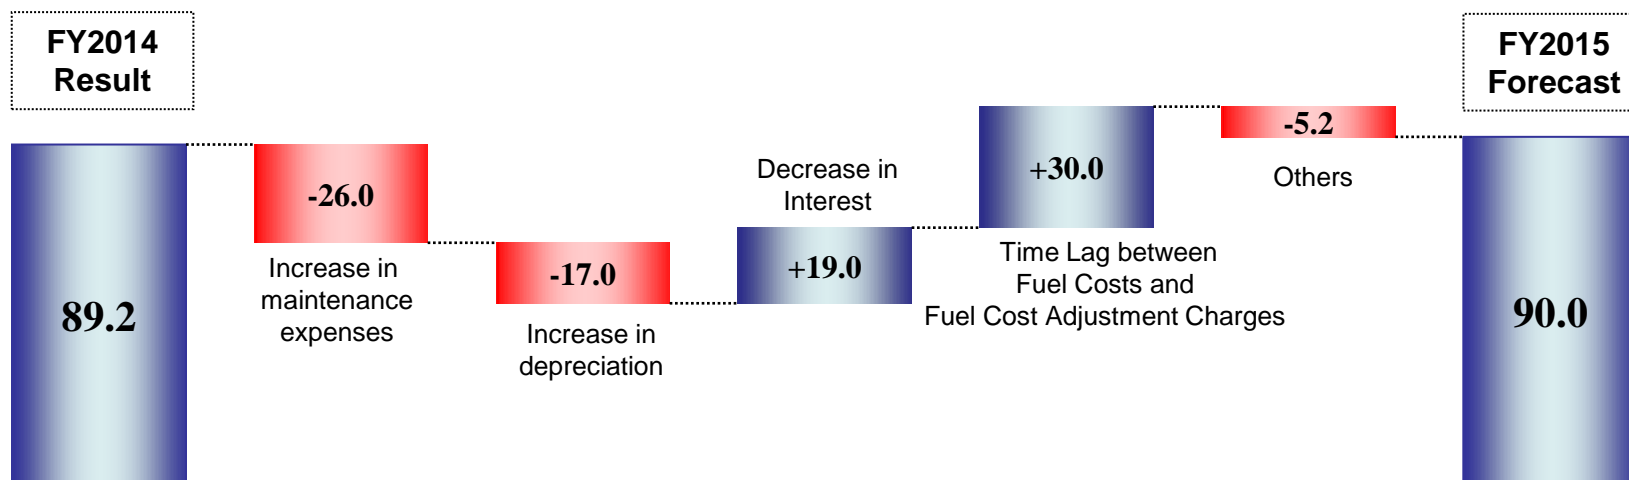 FY2014
Result
89.2
-26.0
Increase in
maintenance
expenses
-17.0
Increase in
depreciation
Decrease in
Interest
+19.0
+30.0
Time Lag between
Fuel Costs and
Fuel Cost Adjustment Charges
-5.2
Others
FY2015
Forecast
90.0